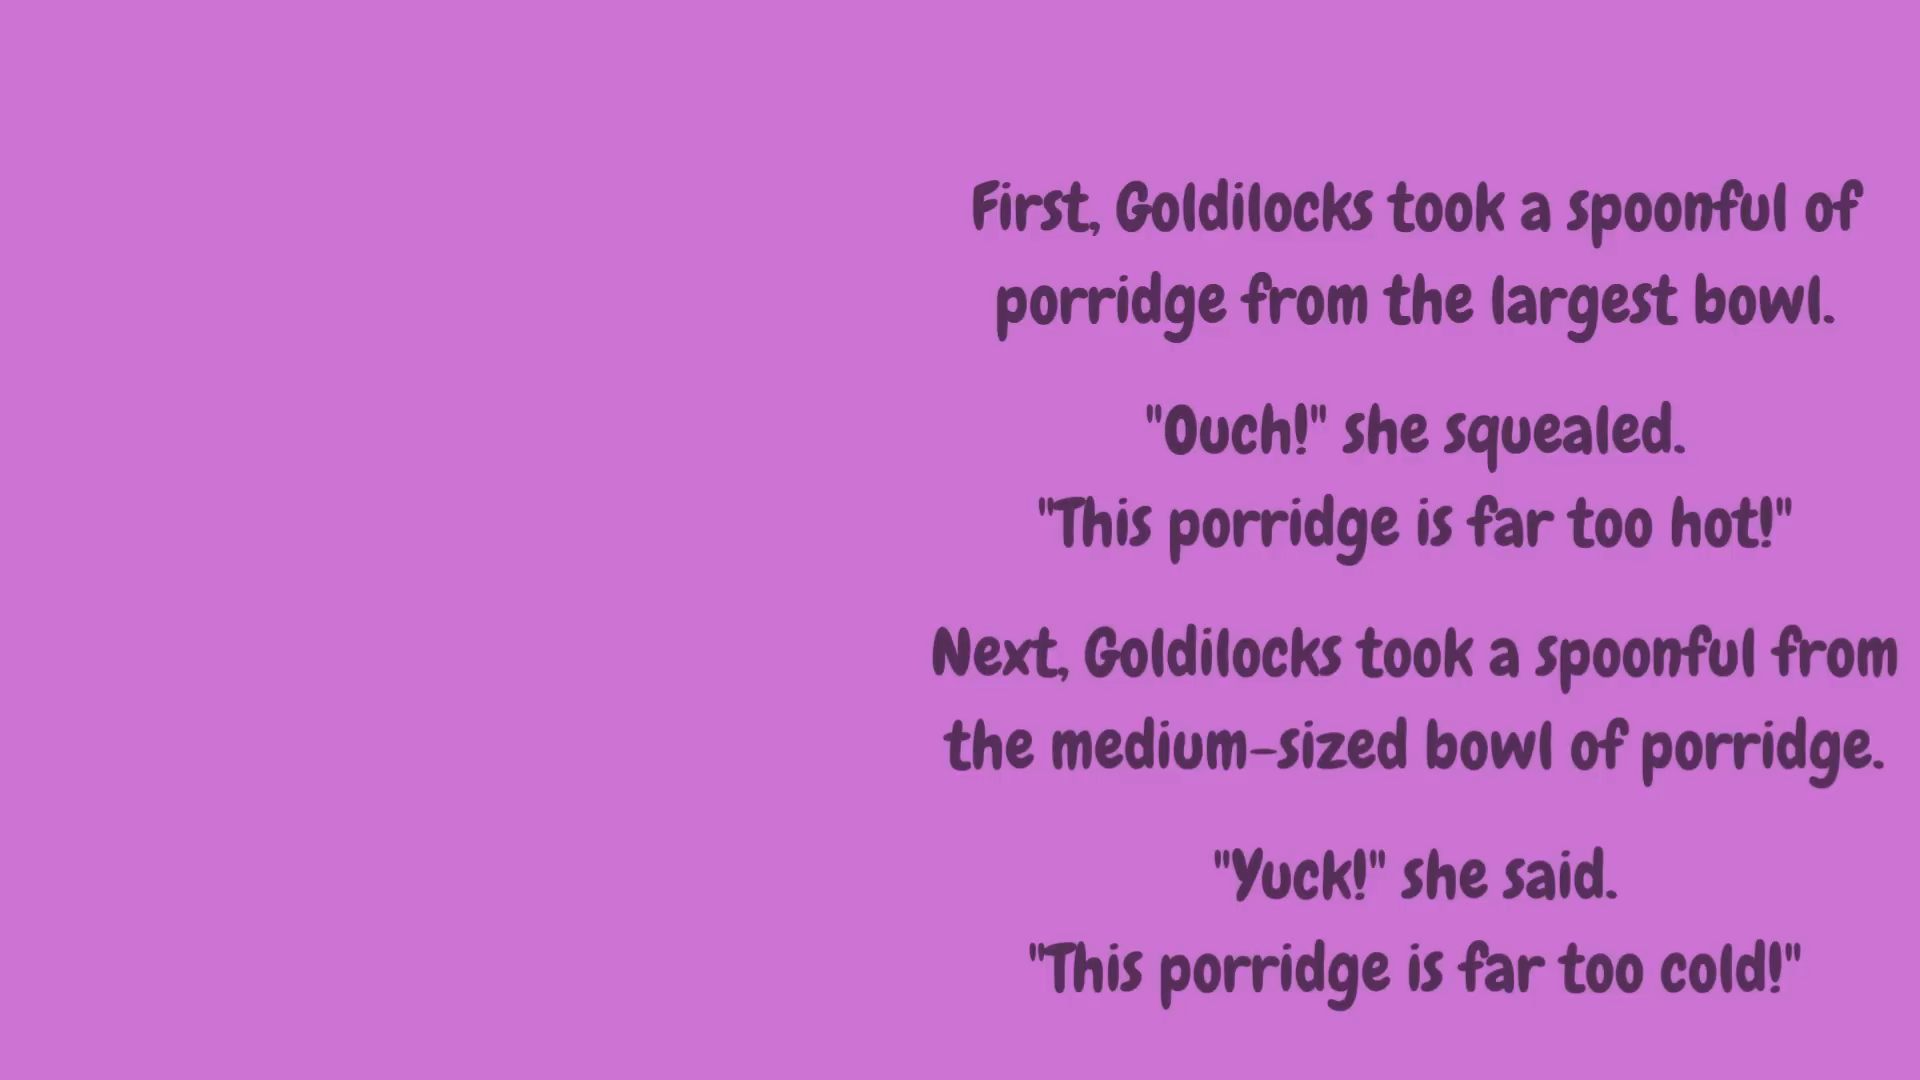 First, Goldilocks took a spoonful of
porridge from the largest bowl.
"Ouch!" she squealed.
"This porridge is far too hot!"
Next, Goldilocks took a spoonful from
the medium-sized bowl of porridge.
"Yuck!" she said.
"This porridge is far too cold!"